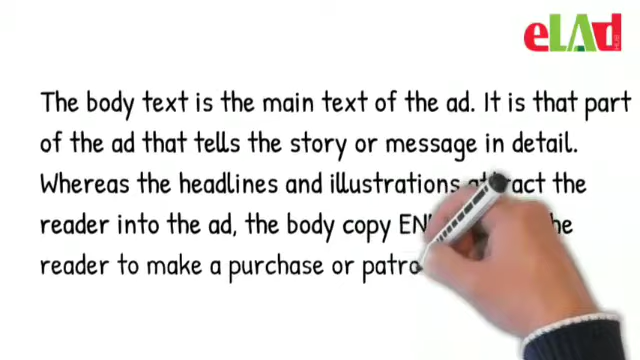 eLAd
The body text is the main text of the ad. It is that part
of the ad that tells the story or message in detail.
Whereas the headlines and illustrations attract the
reader into the ad, the body copy
reader to make a purchase or